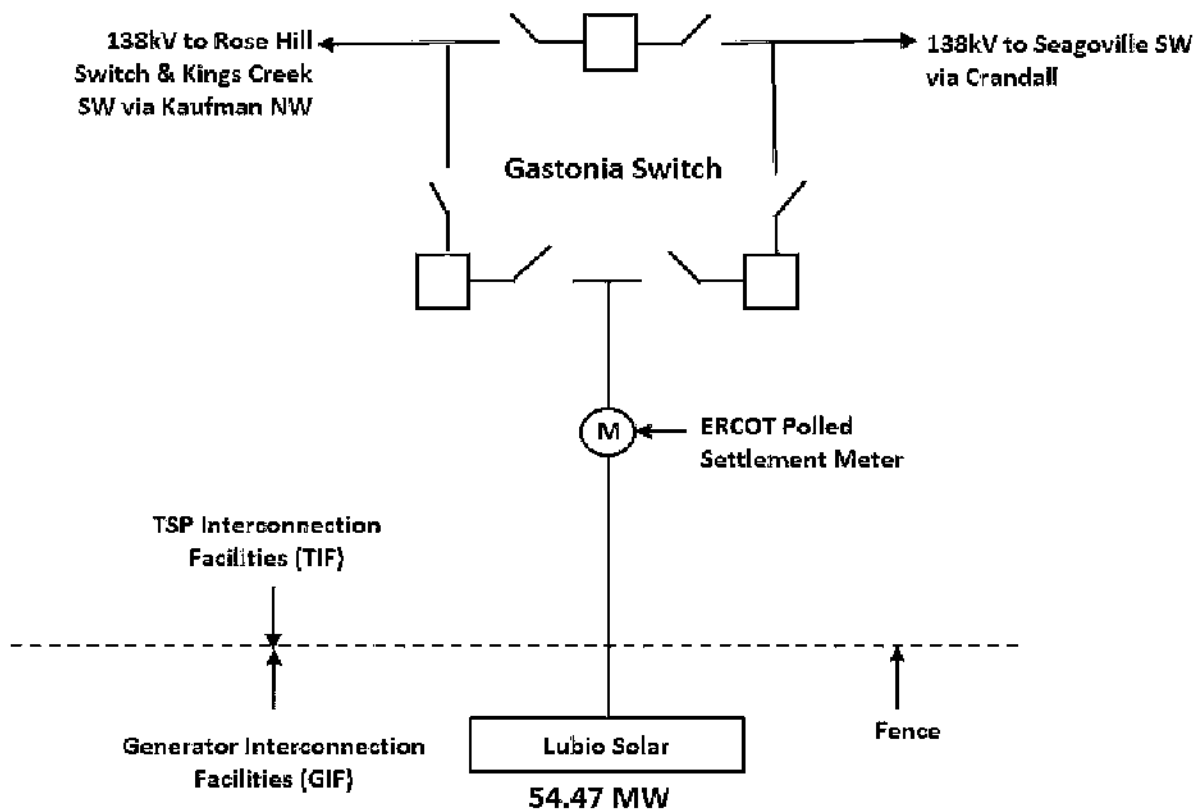 138kV to Rose Hill
Switch & Kings Creek
SW via Kaufman NW
138kV to Seagoville SW
via Crandall
Gastonia Switch
M
ERCOT Polled
Settlement Meter
TSP Interconnection
Facilities (TIF)
Generator Interconnection
Facilities (GIF)
Fence
Lubio Solar
54.47 MW